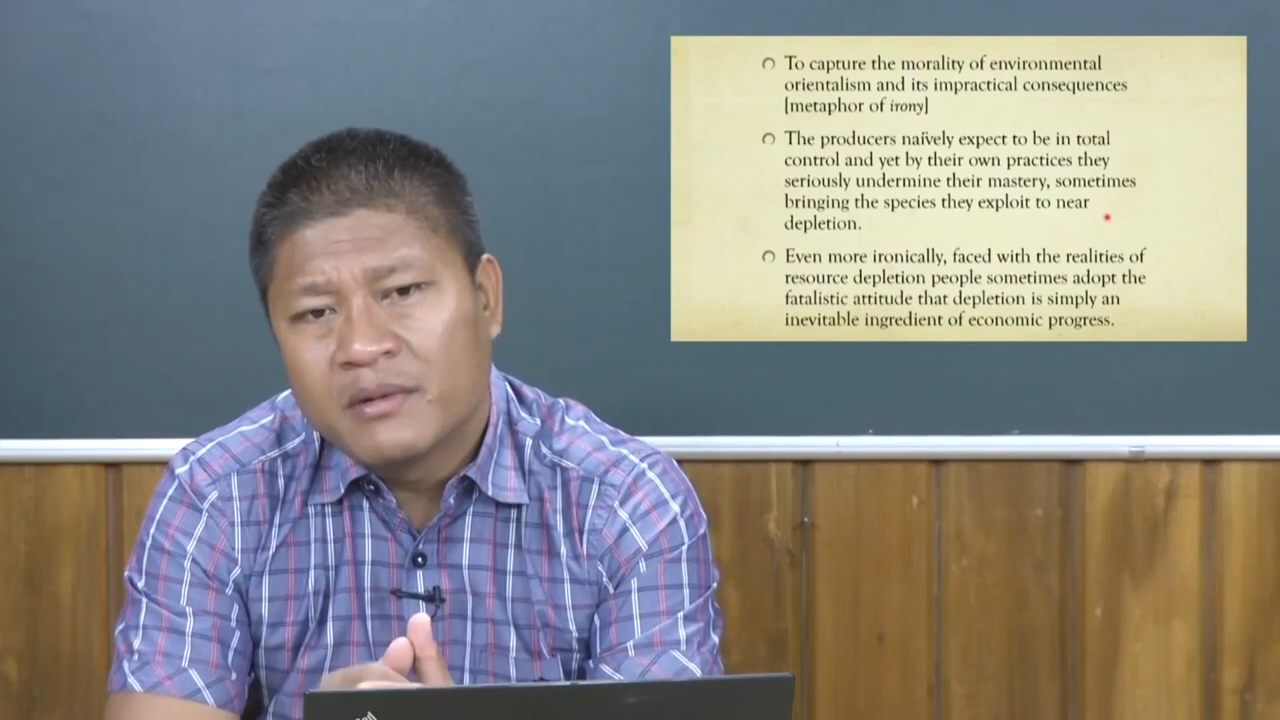 To capture the morality of environmental
orientalism and its impractical consequences
[metaphor of irony]
The producers naïvely expect to be in total
control and yet by their own practices they
seriously undermine their mastery, sometimes
bringing the species they exploit to near
depletion.
Even more ironically, faced with the realities of
resource depletion people sometimes adopt the
fatalistic attitude that depletion is simply an
inevitable ingredient of economic progress.